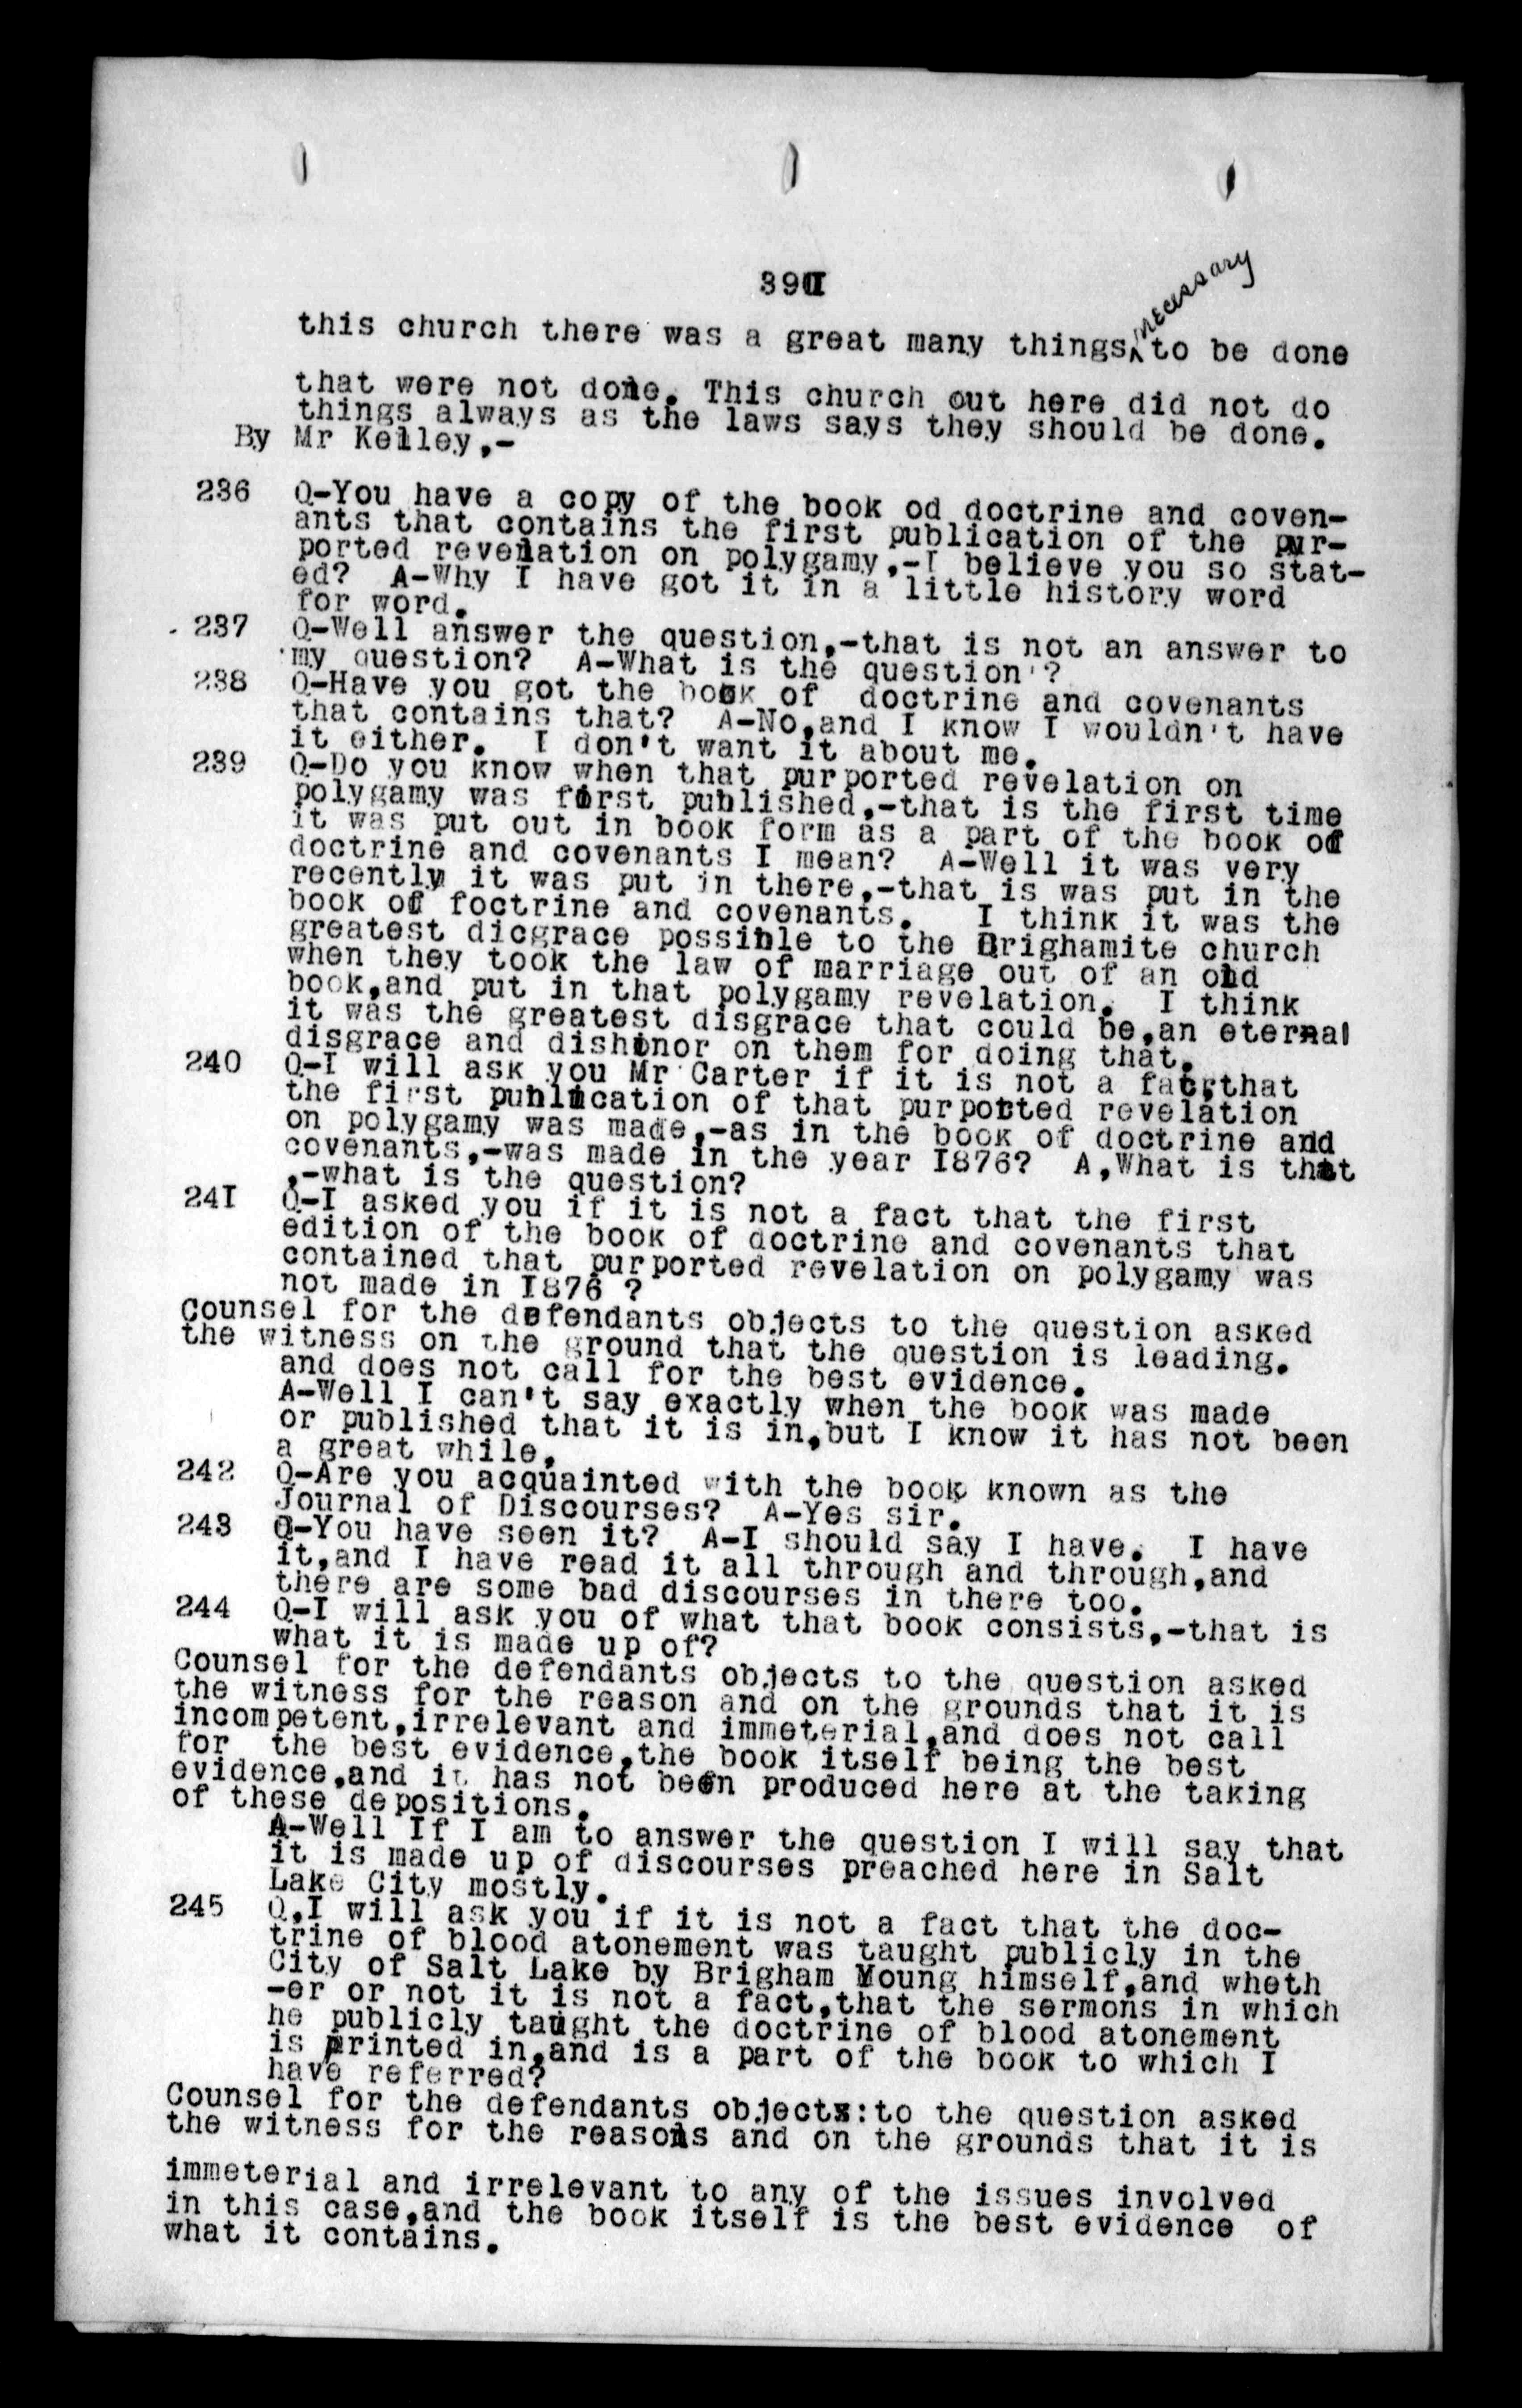 390
necessary
this church there was a great many things ^ to be done
that were not done. This church out here did not do
things always as the laws says they should be done.
By Mr Kelley,-
236 Q-You have a copy of the book od doctrine and coven-
ants that contains the first publication of the pur-
ported revelation on polygamy,-I believe you so stat-
ed? A-Why I have got it in a little history word
for word.
237 Q-Well answer the question,-that is not an answer to
my question? A-What is the question ?
238 Q-Have you got the book of doctrine and covenants
that contains that? A-No,and I know I wouldn't have
it either. I don't want it about me.
239 Q-Do you know when that purported revelation on
polygamy was first published,-that is the first time
it was put out in book form as a part of the book of
doctrine and covenants I mean? A-Well it was very
recently it was put in there,-that is was put in the
book of foctrine and covenants. I think it was the
greatest dicgrace possible to the Brighamite church
when they took the law of marriage out of an old
book,and put in that polygamy revelation. I think
it was the greatest disgrace that could be,an eternal
disgrace and dishonor on them for doing that.
240 Q-I will ask you Mr Carter if it is not a fact,that
the first publication of that purported revelation
on polygamy was made,-as in the book of doctrine and
covenants,-was made in the year I876? A,What is that
,-what is the question?
24I Q-I asked you if it is not a fact that the first
edition of the book of doctrine and covenants that
contained that purported revelation on polygamy was
not made in I876 ?
Counsel for the defendants objects to the question asked
the witness on the ground that the question is leading.
and does not call for the best evidence.
A-Well I can't say exactly when the book was made
or published that it is in,but I know it has not been
a great while.
242 Q-Are you acquainted with the book known as the
Journal of Discourses? A-Yes sir.
243 Q-You have seen it? A-I should say I have. I have
it,and I have read it all through and through,and
there are some bad discourses in there too.
244 Q-I will ask you of what that book consists,-that is
what it is made up of?
Counsel for the defendants objects to the question asked
the witness for the reason and on the grounds that it is
incompetent,irrelevant and immeterial,and does not call
for the best evidence,the book itself being the best
evidence,and it has not been produced here at the taking
of these depositions.
A-Well If I am to answer the question I will say that
it is made up of discourses preached here in Salt
Lake City mostly.
245 Q,I will ask you if it is not a fact that the doc-
trine of blood atonement was taught publicly in the
City of Salt Lake by Brigham Young himself,and wheth
-er or not it is not a fact,that the sermons in which
he publicly taught the doctrine of blood atonement
is printed in,and is a part of the book to which I
have referred?
Counsel for the defendants objects:to the question asked
the witness for the reasons and on the grounds that it is
immeterial and irrelevant to any of the issues involved
in this case,and the book itself is the best evidence of
what it contains.